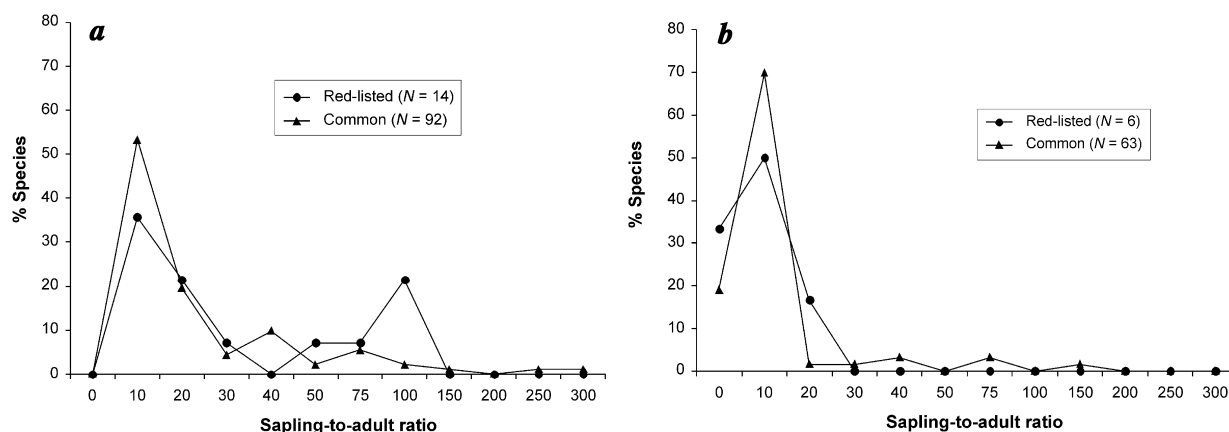 a
80
70
60
50
40
30
20
10
0
% Species
Red-listed (N = 14)
Common (N = 92)
0 10 20 30 40 50 75 100 150 200 250 300
Sapling-to-adult ratio
b
80
70
60
50
40
30
20
10
0
% Species
Red-listed (N = 6)
Common (N = 63)
0 10 20 30 40 50 75 100 150 200 250 300
Sapling-to-adult ratio